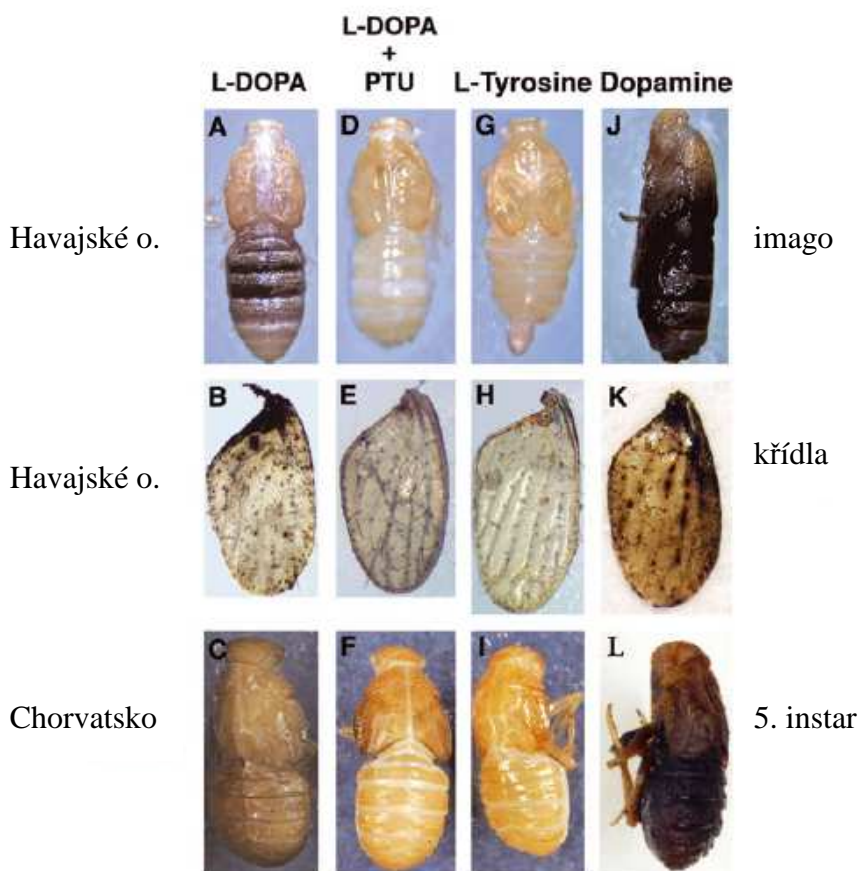 L-DOPA
L-DOPA
+
PTU
L-Tyrosine
Dopamine
A
D
G
J
Havajské o.
imago
B
E
H
K
Havajské o.
křídla
C
F
I
L
Chorvatsko
5. instar